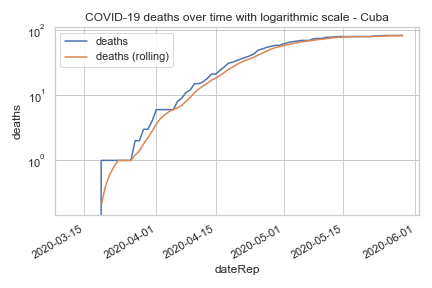 COVID-19 deaths over time with logarithmic scale - Cuba
deaths
deaths (rolling)
10²
10¹
10⁰
deaths
2020-03-15
2020-04-01
2020-04-15
2020-05-01
2020-05-15
2020-06-01
dateRep